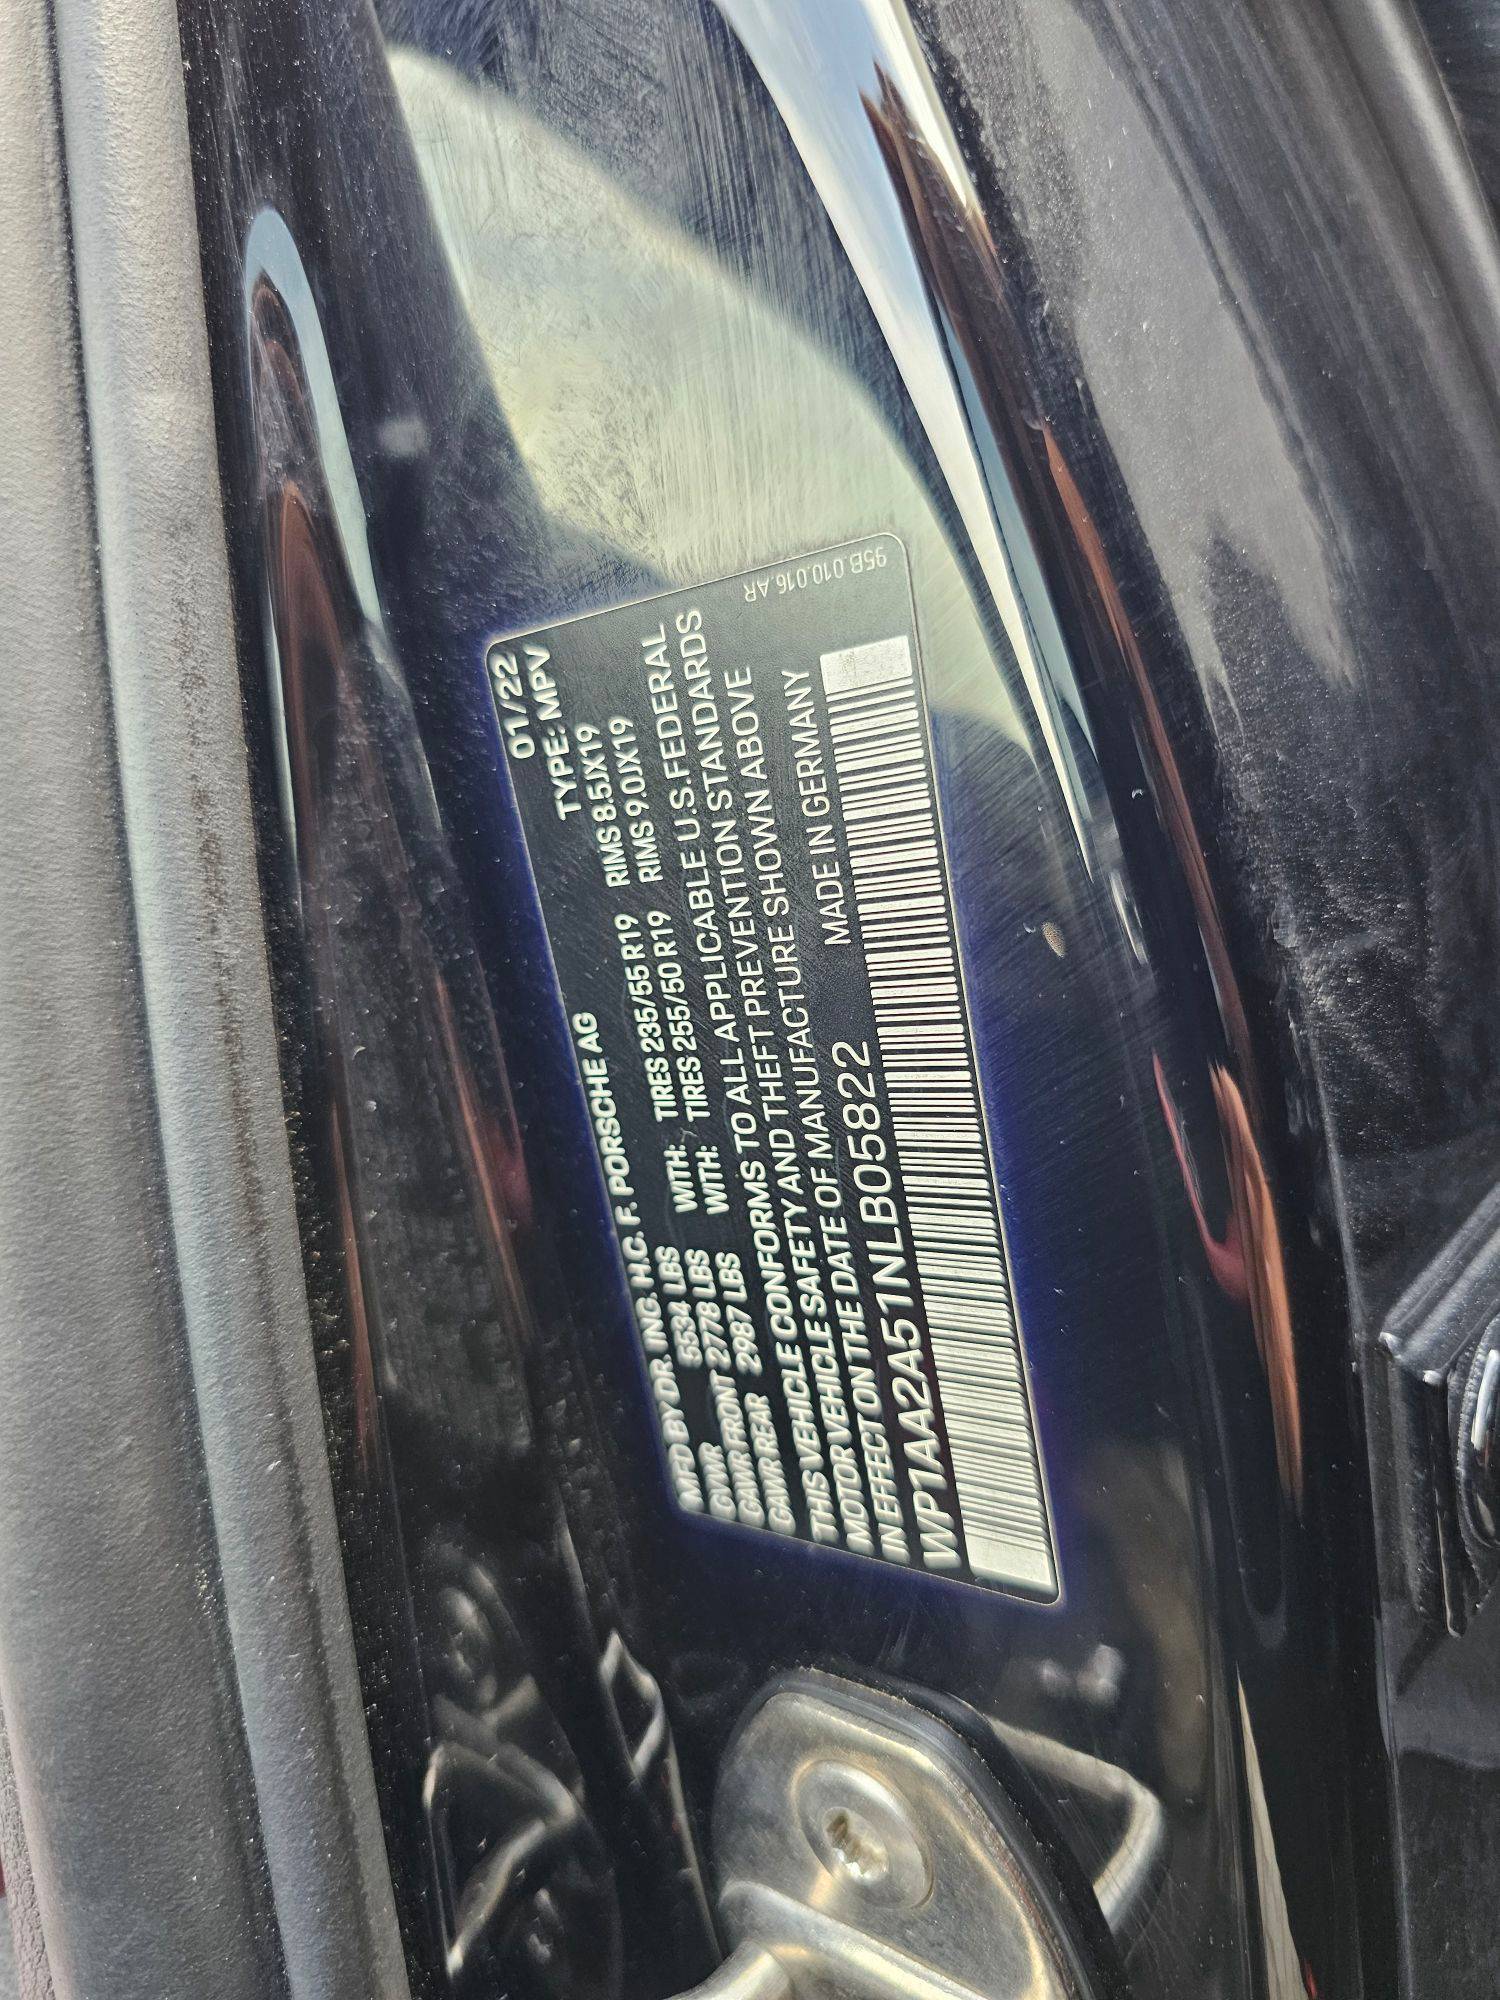 01/22
MFD BY DR. ING. H.C. F. PORSCHE AG TYPE: MPV
GVWR 5534 LBS
GAWR FRONT 2778 LBS WITH: TIRES 235/55 R19 RIMS 8.5JX19
GAWR REAR 2987 LBS WITH: TIRES 255/50 R19 RIMS 9.0JX19
THIS VEHICLE CONFORMS TO ALL APPLICABLE U.S.FEDERAL
MOTOR VEHICLE SAFETY AND THEFT PREVENTION STANDARDS
IN EFFECT ON THE DATE OF MANUFACTURE SHOWN ABOVE
WP1AA2A51NLB05822 MADE IN GERMANY
95B.010.016.AR